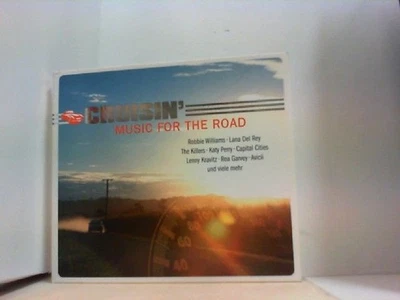 CRUISIN'
MUSIC FOR THE ROAD
Robbie Williams · Lana Del Rey
The Killers · Katy Perry · Capital Cities
Lenny Kravitz · Rea Garvey · Avicii
und viele mehr